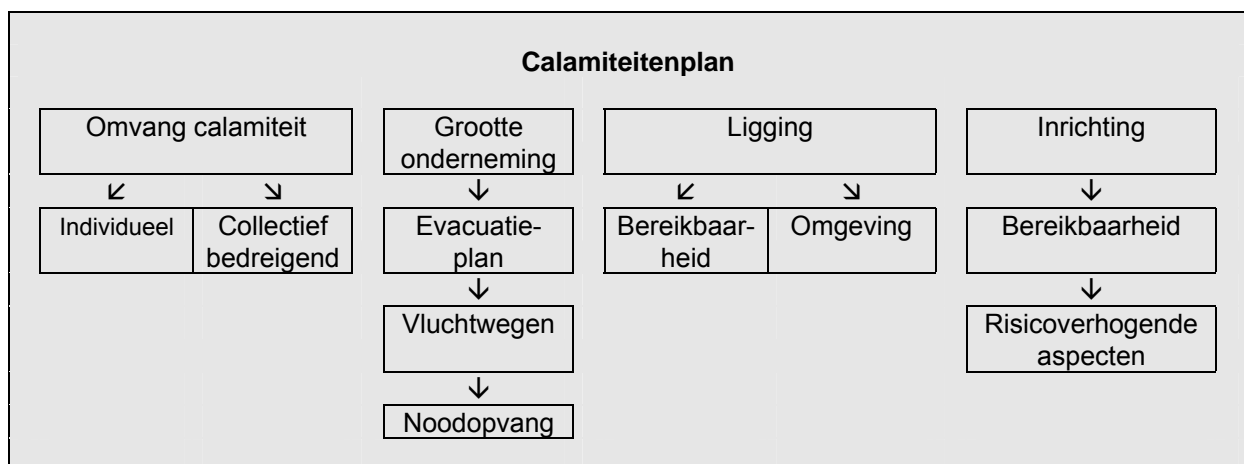 Calamiteitenplan
Omvang calamiteit
Grootte
onderneming
Ligging
Inrichting
Individueel
Collectief
bedreigend
Evacuatie-
plan
Bereikbaar-
heid
Omgeving
Bereikbaarheid
Vluchtwegen
Risicoverhogende
aspecten
Noodopvang